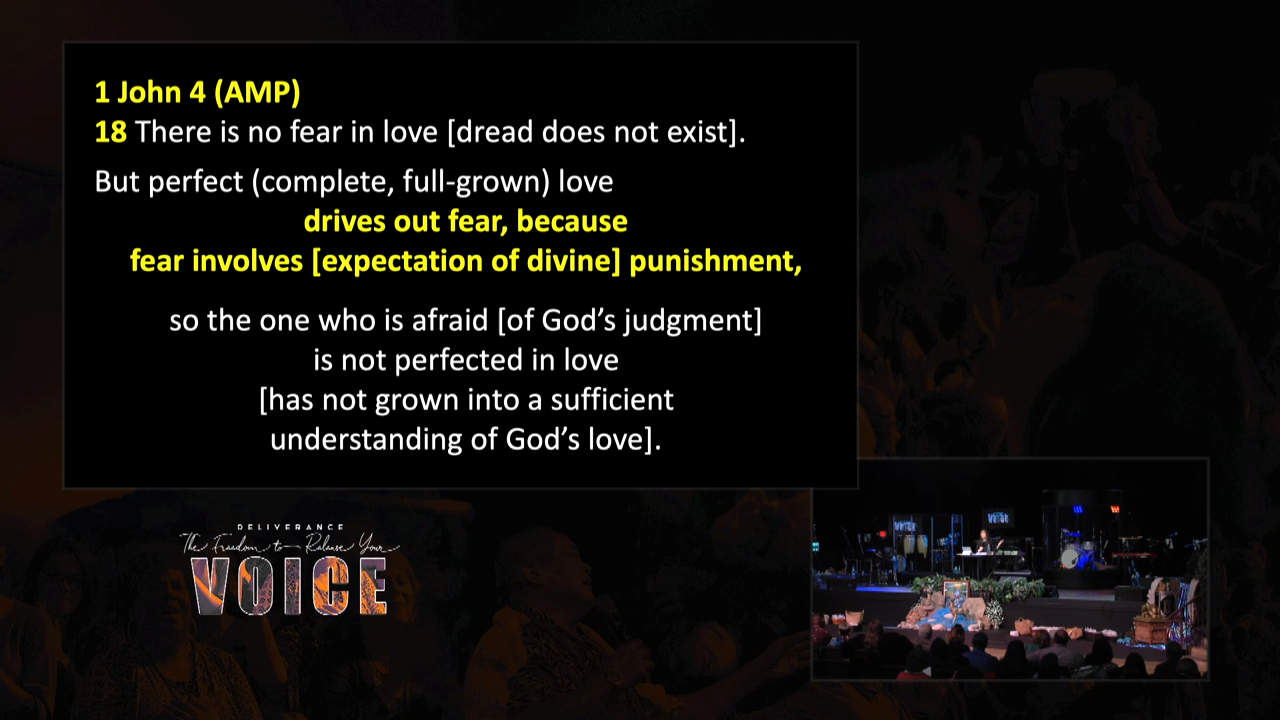 1 John 4 (AMP)
18 There is no fear in love [dread does not exist].
But perfect (complete, full-grown) love
drives out fear, because
fear involves [expectation of divine] punishment,
so the one who is afraid [of God’s judgment]
is not perfected in love
[has not grown into a sufficient
understanding of God’s love].
DELIVERANCE
The Freedom to Release Your
VOICE
VOICE
VOICE